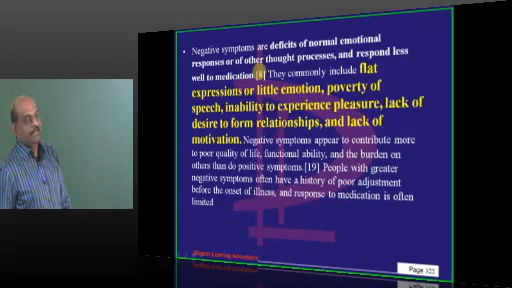 • Negative symptoms are deficits of normal emotional
responses or of other thought processes, and respond less
well to medication.[8] They commonly include flat
expressions or little emotion, poverty of
speech, inability to experience pleasure, lack of
desire to form relationships, and lack of
motivation. Negative symptoms appear to contribute more
to poor quality of life, functional ability, and the burden on
others than do positive symptoms.[19] People with greater
negative symptoms often have a history of poor adjustment
before the onset of illness, and response to medication is often
limited
Digient Learning Innovations
Page 322